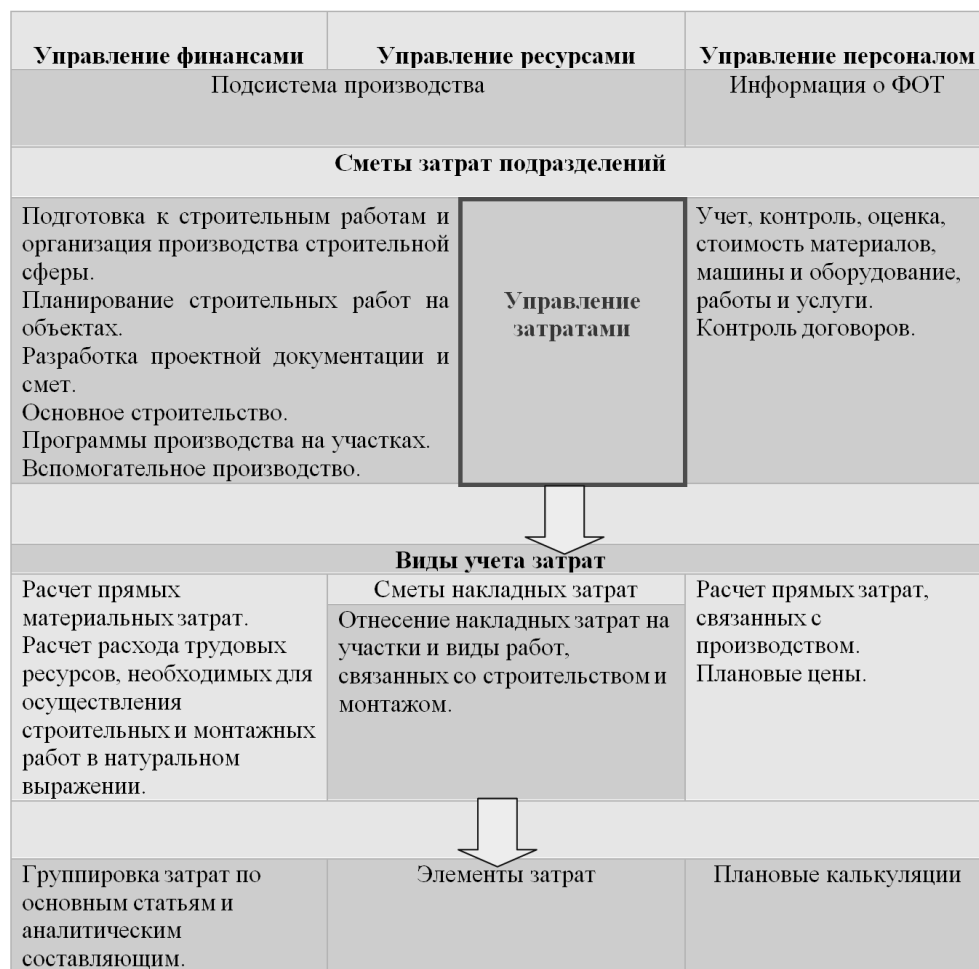 Управление финансами
Управление ресурсами
Управление персоналом
Подсистема производства
Информация о ФОТ
Сметы затрат подразделений
Подготовка к строительным работам и
организация производства строительной
сферы.
Планирование строительных работ на
объектах.
Разработка проектной документации и
смет.
Основное строительство.
Программы производства на участках.
Вспомогательное производство.
Управление
затратами
Учет, контроль, оценка,
стоимость материалов,
машины и оборудование,
работы и услуги.
Контроль договоров.
Виды учета затрат
Расчет прямых
материальных затрат.
Расчет расхода трудовых
ресурсов, необходимых для
осуществления
строительных и монтажных
работ в натуральном
выражении.
Сметы накладных затрат
Отнесение накладных затрат на
участки и виды работ,
связанных со строительством и
монтажом.
Расчет прямых затрат,
связанных с
производством.
Плановые цены.
Группировка затрат по
основным статьям и
аналитическим
составляющим.
Элементы затрат
Плановые калькуляции